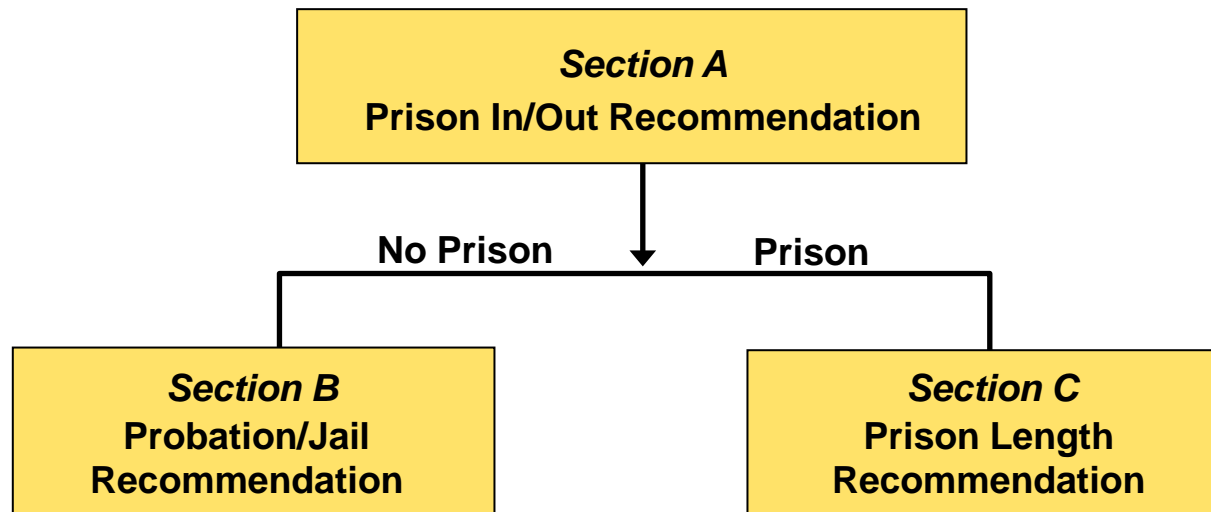 Section A
Prison In/Out Recommendation
No Prison
Prison
Section B
Probation/Jail
Recommendation
Section C
Prison Length
Recommendation